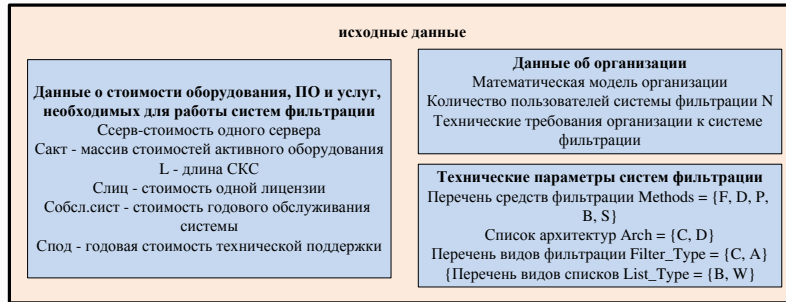 исходные данные
Данные о стоимости оборудования, ПО и услуг,
необходимых для работы систем фильтрации
Ссерв-стоимость одного сервера
Сакт - массив стоимостей активного оборудования
L - длина СКС
Слиц - стоимость одной лицензии
Собсл.сист - стоимость годового обслуживания
системы
Спод - годовая стоимость технической поддержки
Данные об организации
Математическая модель организации
Количество пользователей системы фильтрации N
Технические требования организации к системе
фильтрации
Технические параметры систем фильтрации
Перечень средств фильтрации Methods = {F, D, P,
B, S}
Список архитектур Arch = {C, D}
Перечень видов фильтрации Filter_Type = {C, A}
{Перечень видов списков List_Type = {B, W}